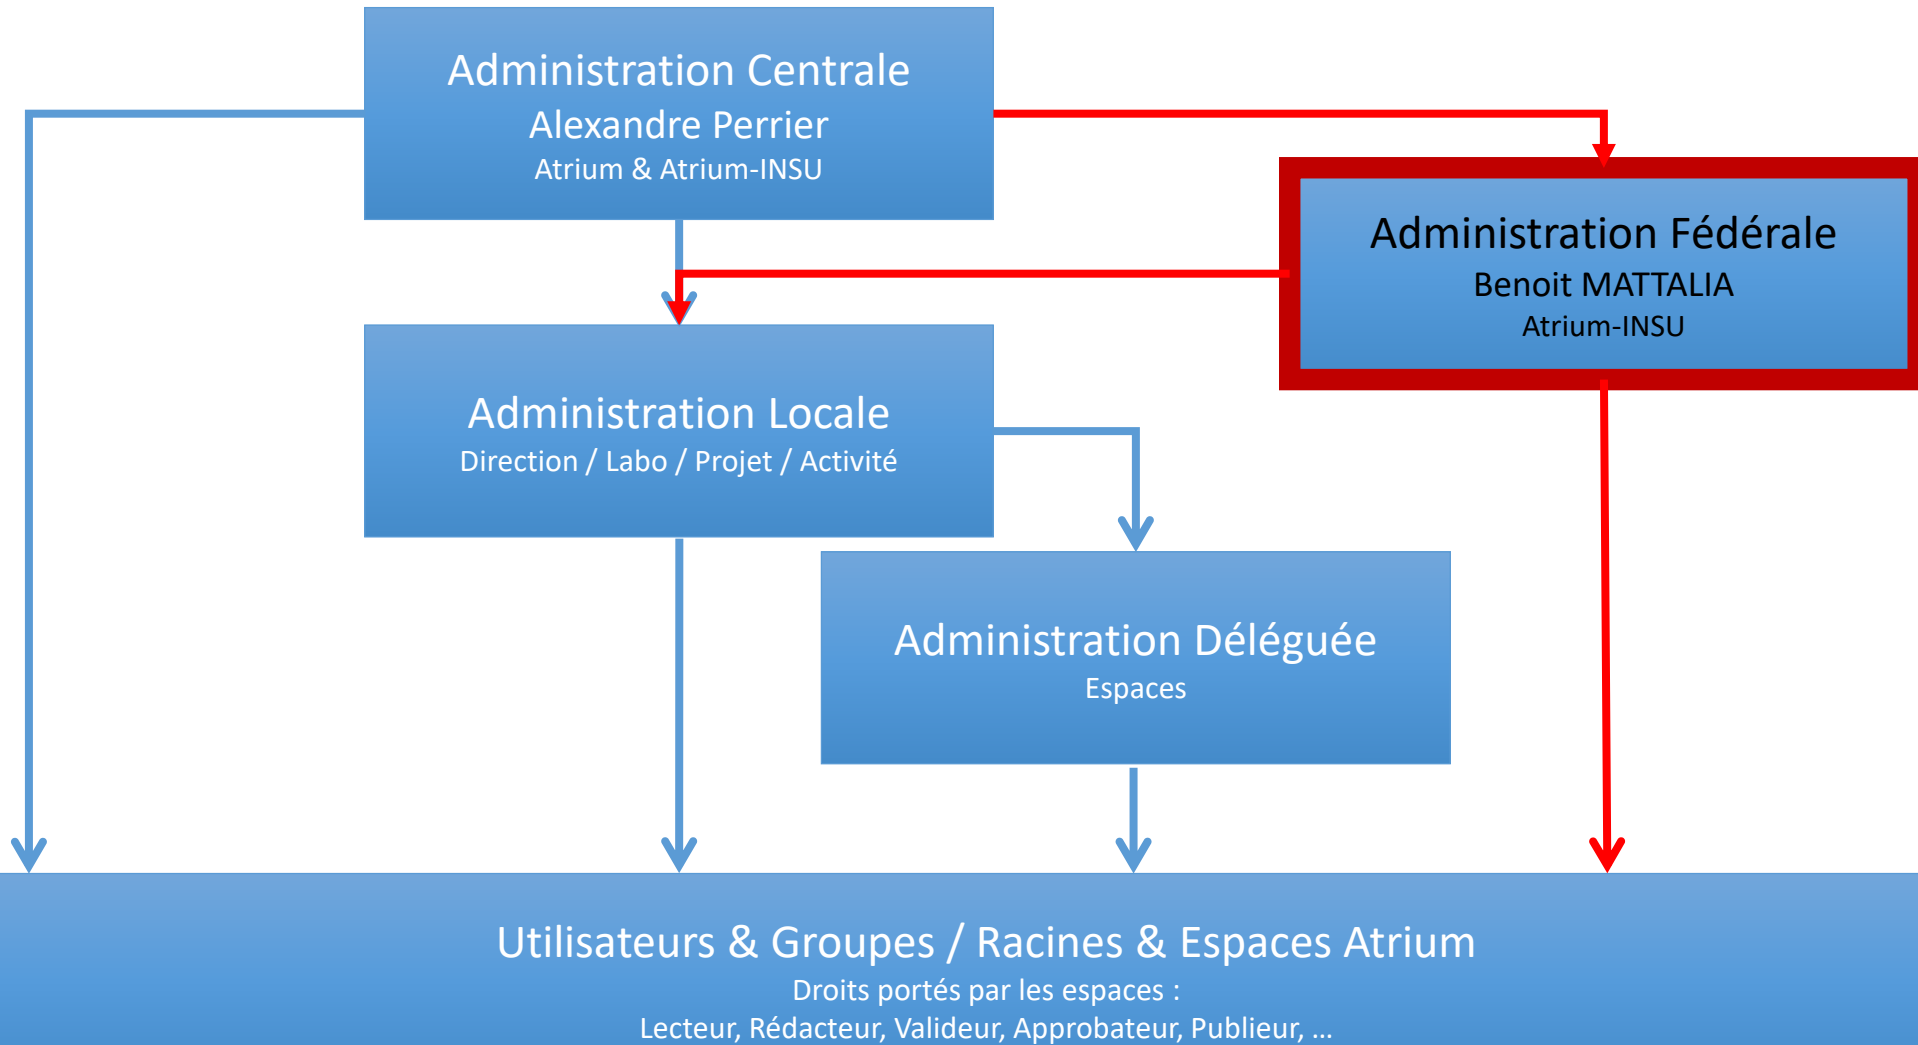 Administration Centrale
Alexandre Perrier
Atrium & Atrium-INSU
Administration Fédérale
Benoit MATTALIA
Atrium-INSU
Administration Locale
Direction / Labo / Projet / Activité
Administration Déléguée
Espaces
Utilisateurs & Groupes / Racines & Espaces Atrium
Droits portés par les espaces :
Lecteur, Rédacteur, Valideur, Approbateur, Publieur, ...